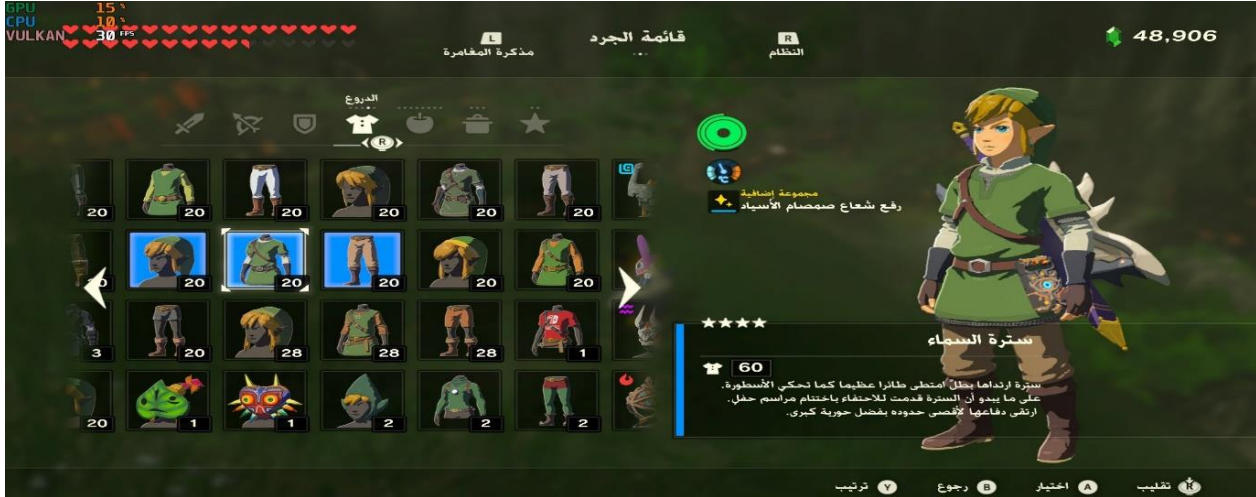 GPU 15 %
CPU 10 %
VULKAN 30 FPS
L
مذكرة المغامرة
قائمة الجرد
R
النظام
48,906
الدروع
R
20 20 20 20 20 20
20 20 20 20 20
3 20 28 28 28 1
20 1 1 2 2 2
مجموعة إضافية
رفع شعاع صمصام الأسياد
★★★★
سترة السماء
60
سترة ارتداها بطل امتطى طائرا عظيما كما تحكي الأسطورة.
على ما يبدو أن السترة قدمت للاحتفاء باختتام مراسم حفل.
ارتقى دفاعها لأقصى حدوده بفضل حورية كبرى.
R تقليب A اختيار B رجوع Y ترتيب